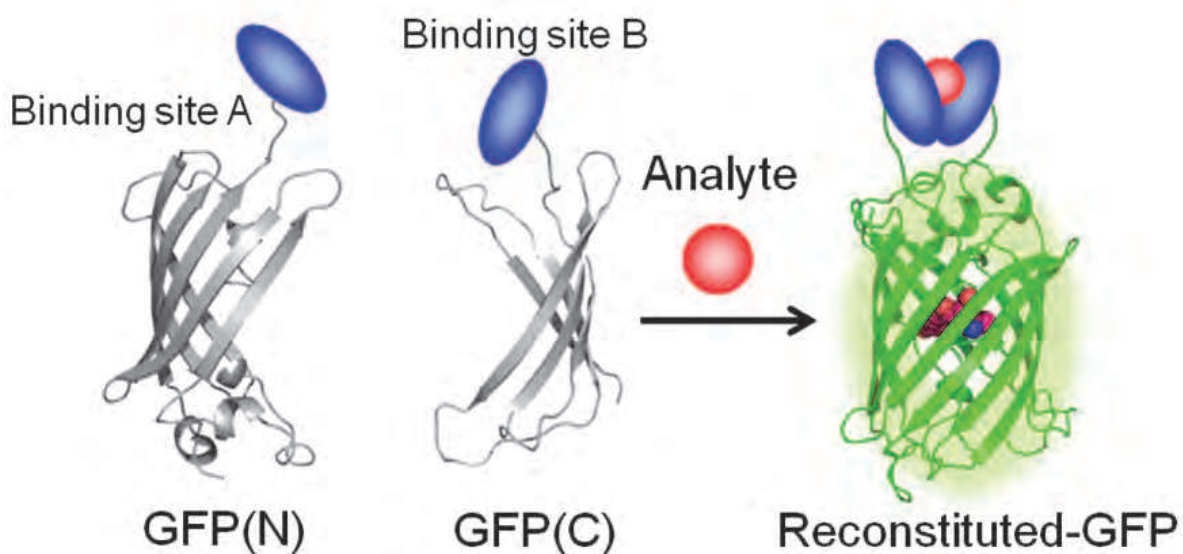 Binding site B
Binding site A
Analyte
GFP(N)
GFP(C)
Reconstituted-GFP